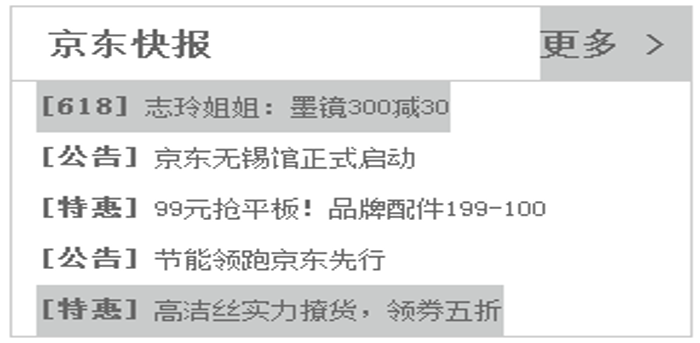 京东快报 更多 >
[618] 志玲姐姐：墨镜300减30
[公告] 京东无锡馆正式启动
[特惠] 99元抢平板！品牌配件199-100
[公告] 节能领跑京东先行
[特惠] 高洁丝实力撩货，领券五折